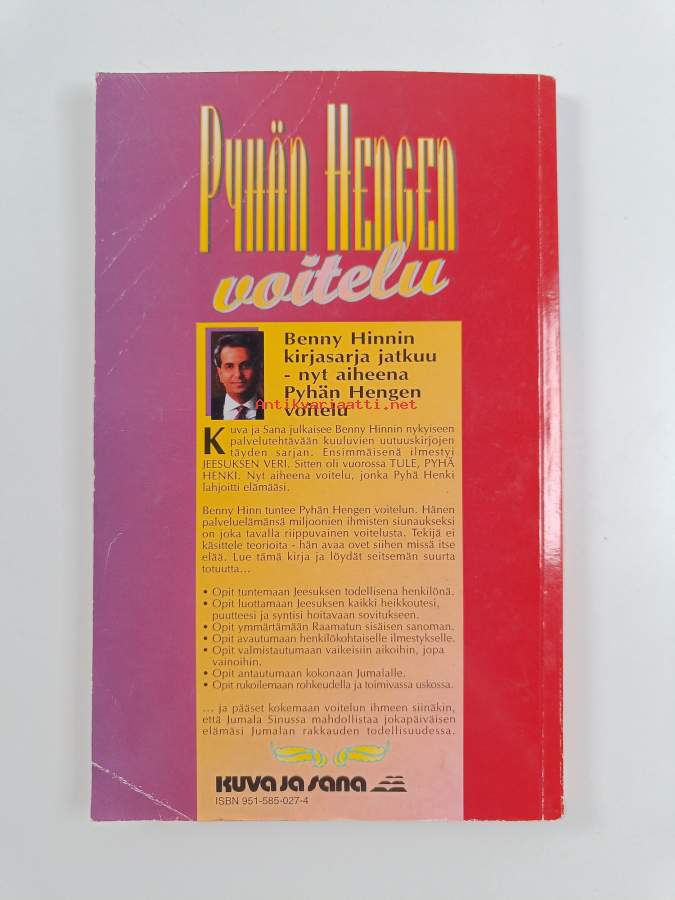 PYHÄN HENGEN
voitelu
Benny Hinnin
kirjasarja jatkuu
- nyt aiheena
Pyhän Hengen
voitelu
Antikvariaatti.net
Kuva ja Sana julkaisee Benny Hinnin nykyiseen
palvelutehtävään kuuluvien uutuuskirjojen
täyden sarjan. Ensimmäisenä ilmestyi
JEESUKSEN VERI. Sitten oli vuorossa TULE, PYHÄ
HENKI. Nyt aiheena voitelu, jonka Pyhä Henki
lahjoitti elämääsi.
Benny Hinn tuntee Pyhän Hengen voitelun. Hänen
palveluelämänsä miljoonien ihmisten siunaukseksi
on joka tavalla riippuvainen voitelusta. Tekijä ei
käsittele teorioita - hän avaa ovet siihen missä itse
elää. Lue tämä kirja ja löydät seitsemän suurta
totuutta...
• Opit tuntemaan Jeesuksen todellisena henkilönä.
• Opit luottamaan Jeesuksen kaikki heikkoutesi,
puutteesi ja syntisi hoitavaan sovitukseen.
• Opit ymmärtämään Raamatun sisäisen sanoman.
• Opit avautumaan henkilökohtaiselle ilmestykselle.
• Opit valmistautumaan vaikeisiin aikoihin, jopa
vainoihin.
• Opit antautumaan kokonaan Jumalalle.
• Opit rukoilemaan rohkeudella ja toimivassa uskossa.
... ja pääset kokemaan voitelun ihmeen siinäkin,
että Jumala Sinussa mahdollistaa jokapäiväisen
elämäsi Jumalan rakkauden todellisuudessa.
KUVA JA SANA
ISBN 951-585-027-4